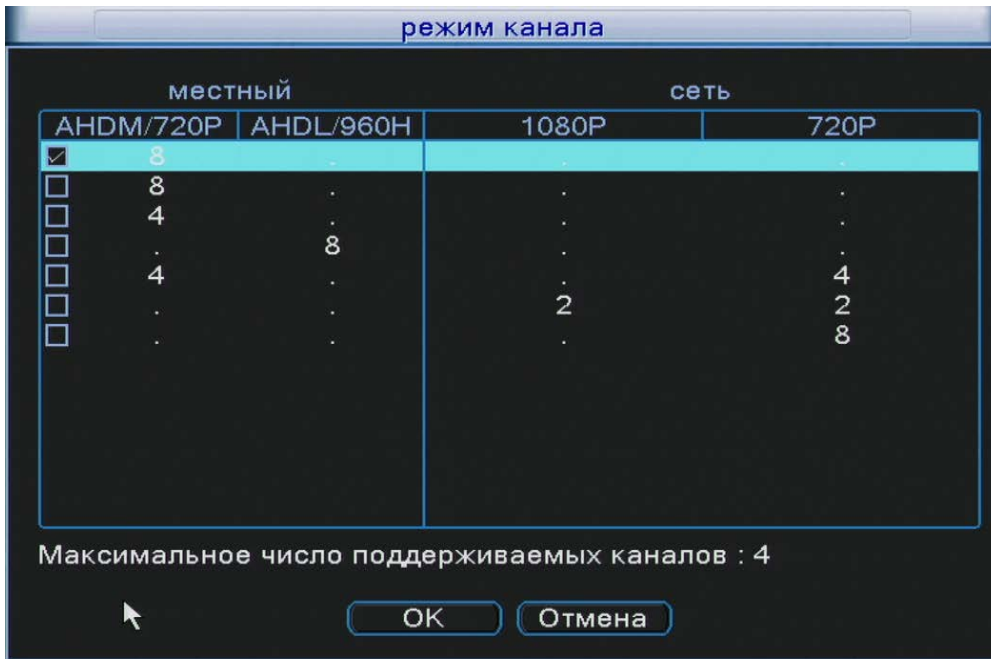 режим канала
местный сеть
AHDM/720P AHDL/960H 1080P 720P
8 . . .
8 . . .
4 . . .
. 8 . .
4 . . 4
. . 2 2
. . . 8
Максимальное число поддерживаемых каналов : 4
OK Отмена